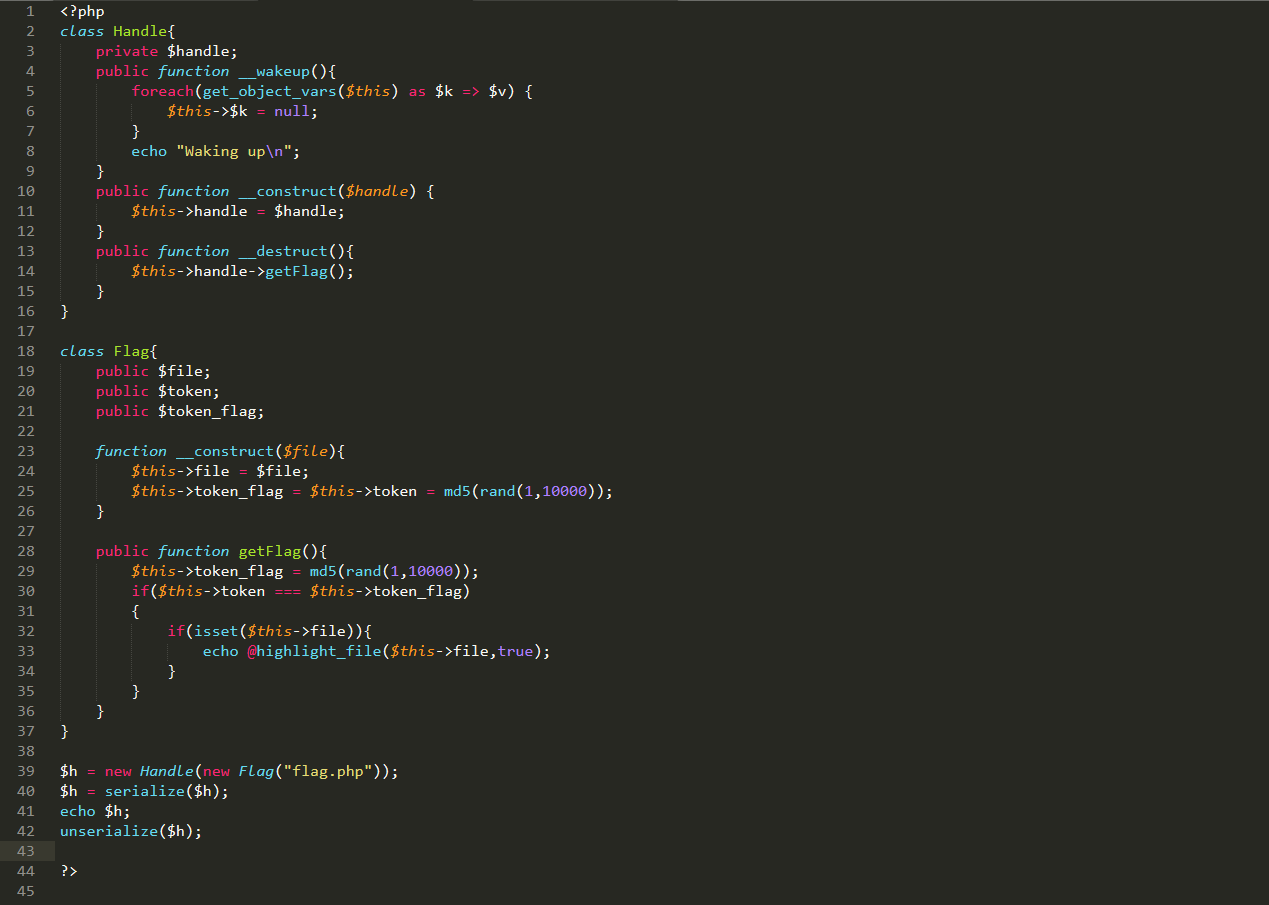 1 <?php
2 class Handle{
3     private $handle;
4     public function __wakeup(){
5         foreach(get_object_vars($this) as $k => $v) {
6             $this->$k = null;
7         }
8         echo "Waking up\n";
9     }
10     public function __construct($handle) {
11         $this->handle = $handle;
12     }
13     public function __destruct(){
14         $this->handle->getFlag();
15     }
16 }
17
18 class Flag{
19     public $file;
20     public $token;
21     public $token_flag;
22
23     function __construct($file){
24         $this->file = $file;
25         $this->token_flag = $this->token = md5(rand(1,10000));
26     }
27
28     public function getFlag(){
29         $this->token_flag = md5(rand(1,10000));
30         if($this->token === $this->token_flag)
31         {
32             if(isset($this->file)){
33                 echo @highlight_file($this->file,true);
34             }
35         }
36     }
37 }
38
39 $h = new Handle(new Flag("flag.php"));
40 $h = serialize($h);
41 echo $h;
42 unserialize($h);
43
44 ?>
45